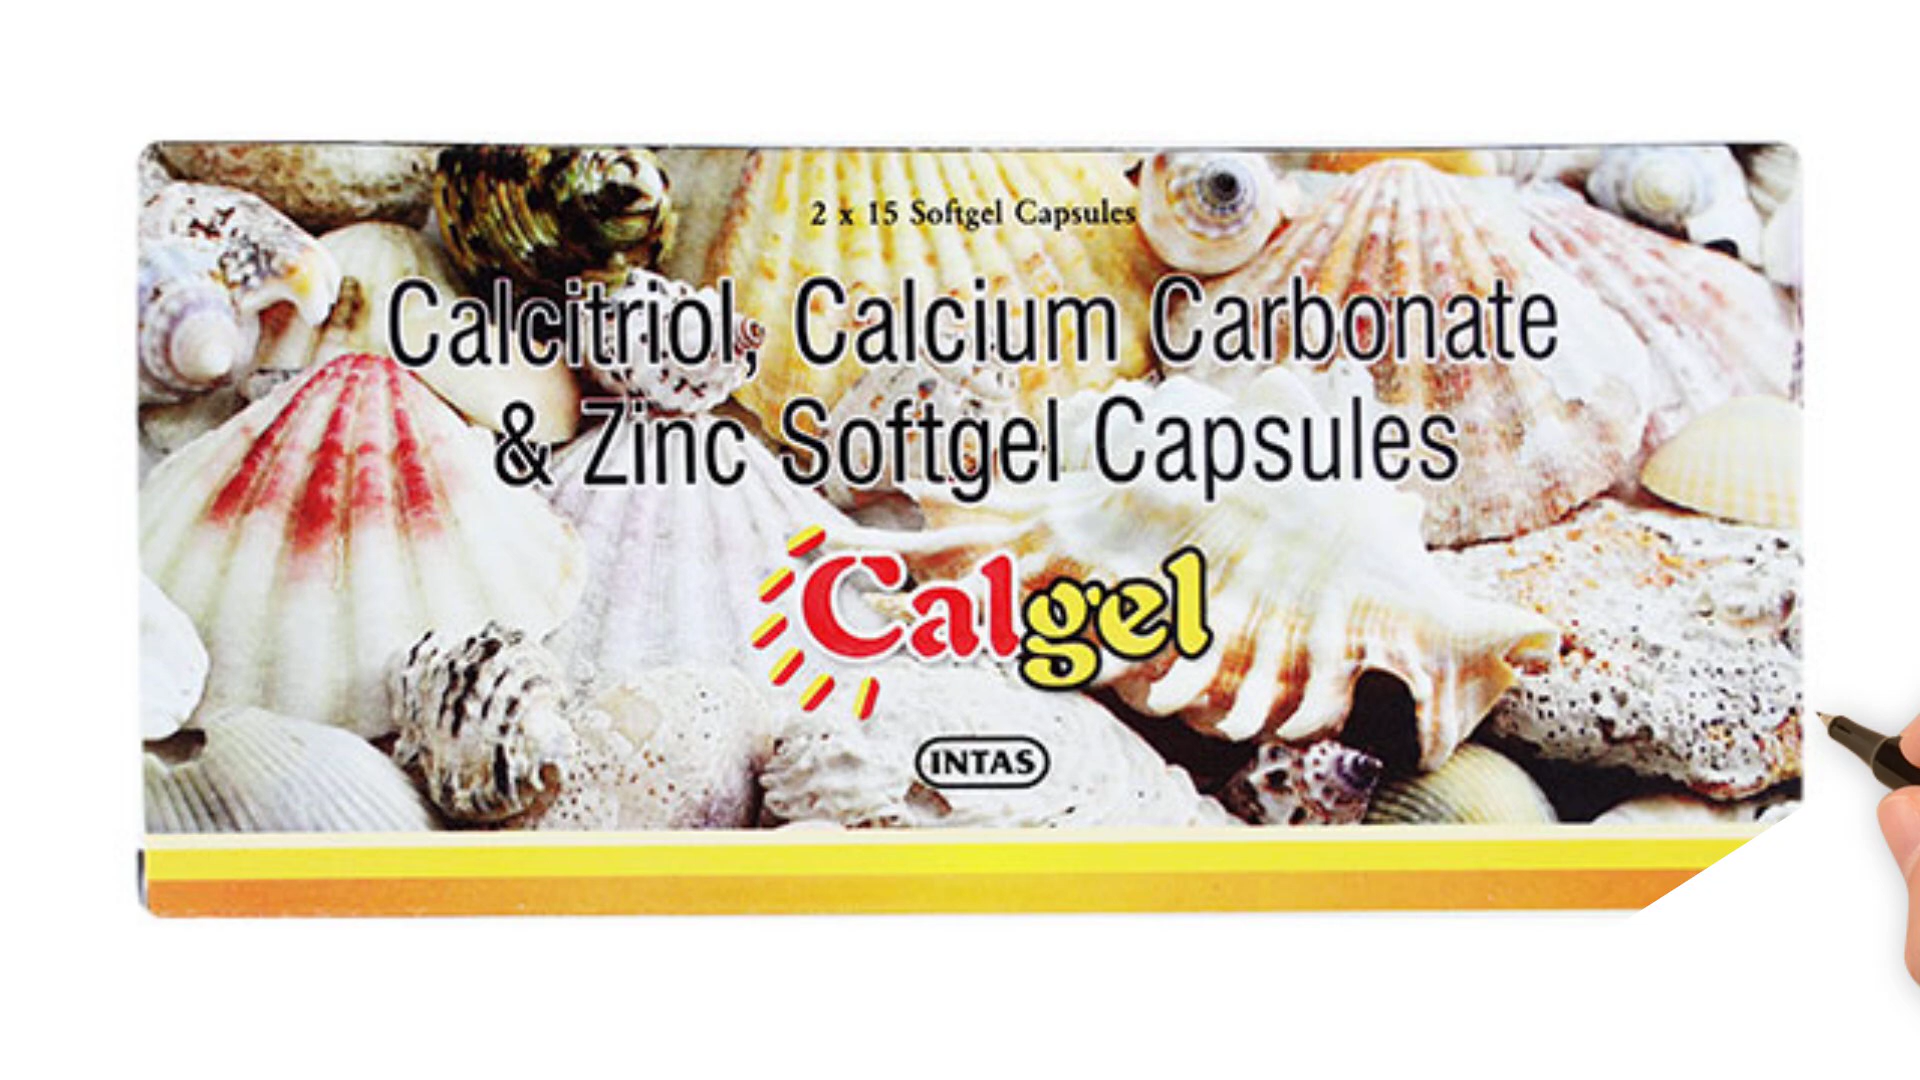 2 x 15 Softgel Capsules
Calcitriol, Calcium Carbonate
& Zinc Softgel Capsules
Calgel
INTAS